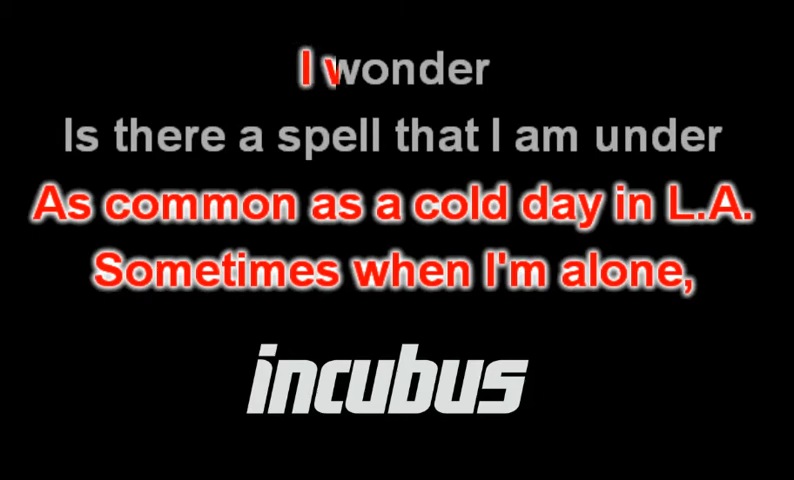 I wonder
Is there a spell that I am under
As common as a cold day in L.A.
Sometimes when I'm alone,
incubus